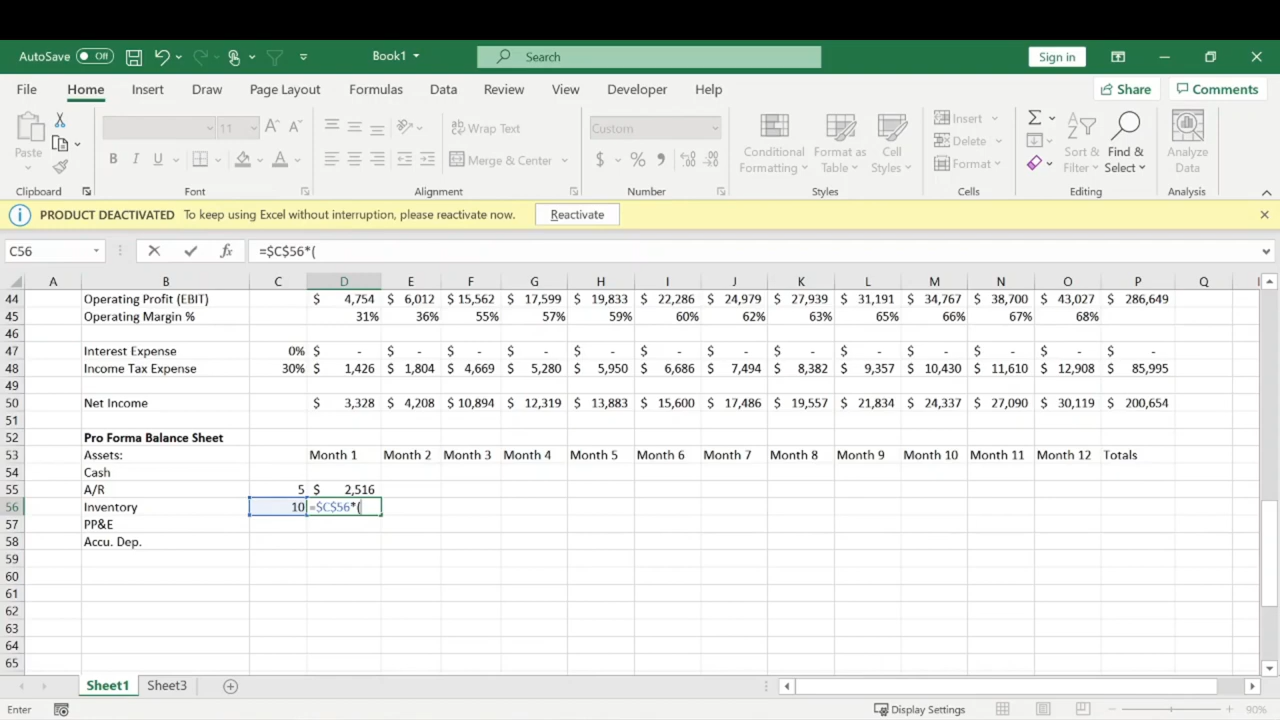 AutoSave Off Book1 Search Sign in
File Home Insert Draw Page Layout Formulas Data Review View Developer Help Share Comments
Paste 11 A A Wrap Text Custom Insert
B I U A Merge & Center $ % Conditional Formatting Format as Table Cell Styles Delete Format Sort & Filter Find & Select Analyze Data
Clipboard Font Alignment Number Styles Cells Editing Analysis
PRODUCT DEACTIVATED To keep using Excel without interruption, please reactivate now. Reactivate
C56 fx =$C$56*(
A B C D E F G H I J K L M N O P Q
44 Operating Profit (EBIT) $ 4,754 $ 6,012 $ 15,562 $ 17,599 $ 19,833 $ 22,286 $ 24,979 $ 27,939 $ 31,191 $ 34,767 $ 38,700 $ 43,027 $ 286,649
45 Operating Margin % 31% 36% 55% 57% 59% 60% 62% 63% 65% 66% 67% 68%
46
47 Interest Expense 0% $ - $ - $ - $ - $ - $ - $ - $ - $ - $ - $ - $ - $ -
48 Income Tax Expense 30% $ 1,426 $ 1,804 $ 4,669 $ 5,280 $ 5,950 $ 6,686 $ 7,494 $ 8,382 $ 9,357 $ 10,430 $ 11,610 $ 12,908 $ 85,995
49
50 Net Income $ 3,328 $ 4,208 $ 10,894 $ 12,319 $ 13,883 $ 15,600 $ 17,486 $ 19,557 $ 21,834 $ 24,337 $ 27,090 $ 30,119 $ 200,654
51
52 Pro Forma Balance Sheet
53 Assets: Month 1 Month 2 Month 3 Month 4 Month 5 Month 6 Month 7 Month 8 Month 9 Month 10 Month 11 Month 12 Totals
54 Cash
55 A/R 5 $ 2,516
56 Inventory 10 =$C$56*(
57 PP&E
58 Accu. Dep.
59
60
61
62
63
64
65
Sheet1 Sheet3
Enter Display Settings 90%